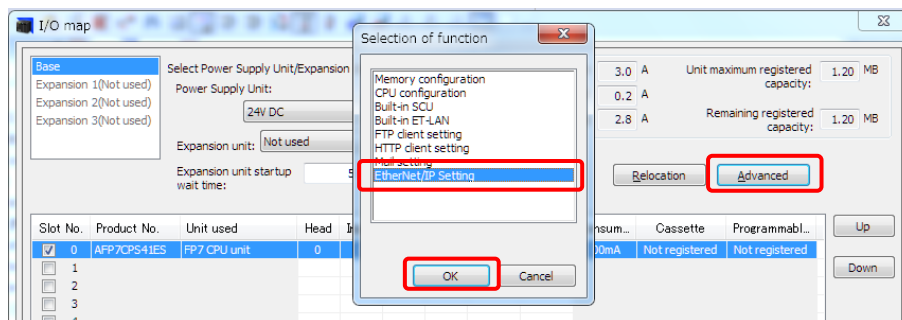 I/O map
Selection of function
Base
Expansion 1(Not used)
Expansion 2(Not used)
Expansion 3(Not used)
Select Power Supply Unit/Expansion
Power Supply Unit:
24V DC
Expansion unit: Not used
Expansion unit startup
wait time:
5
Memory configuration
CPU configuration
Built-in SCU
Built-in ET-LAN
FTP client setting
HTTP client setting
Mail setting
EtherNet/IP Setting
OK Cancel
3.0 A
0.2 A
2.8 A
Unit maximum registered
capacity:
1.20 MB
Remaining registered
capacity:
1.20 MB
Relocation Advanced
Slot No. Product No. Unit used Head nsum... Cassette Programmabl...
0 AFP7CPS41ES FP7 CPU unit 0 00mA Not registered Not registered
1
2
3
Up
Down